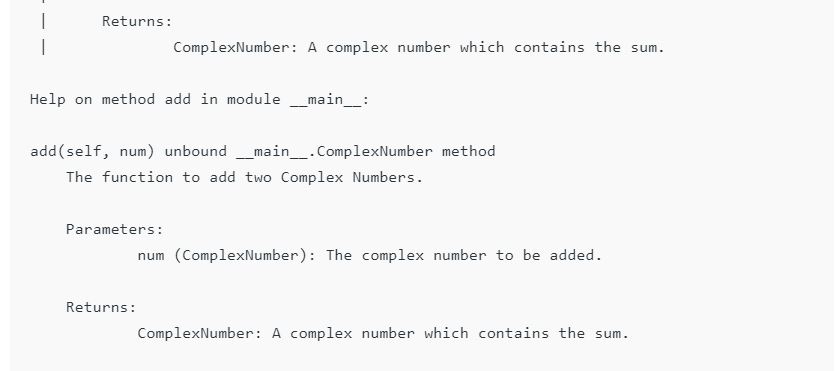 |      Returns:
|              ComplexNumber: A complex number which contains the sum.
Help on method add in module __main__:
add(self, num) unbound __main__.ComplexNumber method
    The function to add two Complex Numbers.
    Parameters:
            num (ComplexNumber): The complex number to be added.
    Returns:
            ComplexNumber: A complex number which contains the sum.